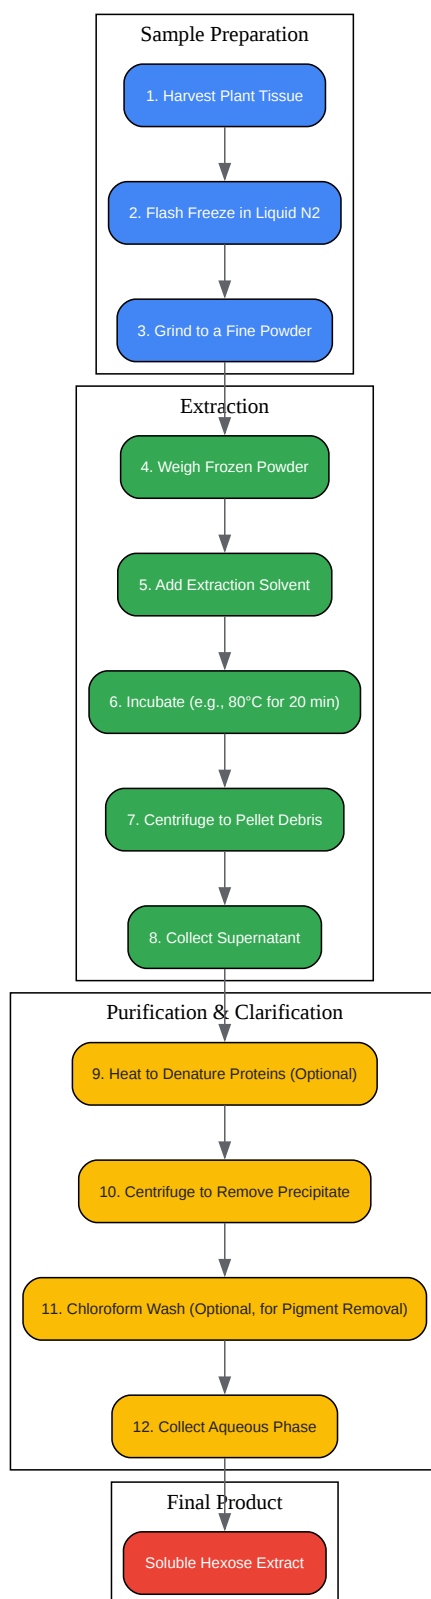 Sample Preparation
1. Harvest Plant Tissue
2. Flash Freeze in Liquid N2
3. Grind to a Fine Powder
Extraction
4. Weigh Frozen Powder
5. Add Extraction Solvent
6. Incubate (e.g., 80°C for 20 min)
7. Centrifuge to Pellet Debris
8. Collect Supernatant
Purification & Clarification
9. Heat to Denature Proteins (Optional)
10. Centrifuge to Remove Precipitate
11. Chloroform Wash (Optional, for Pigment Removal)
12. Collect Aqueous Phase
Final Product
Soluble Hexose Extract